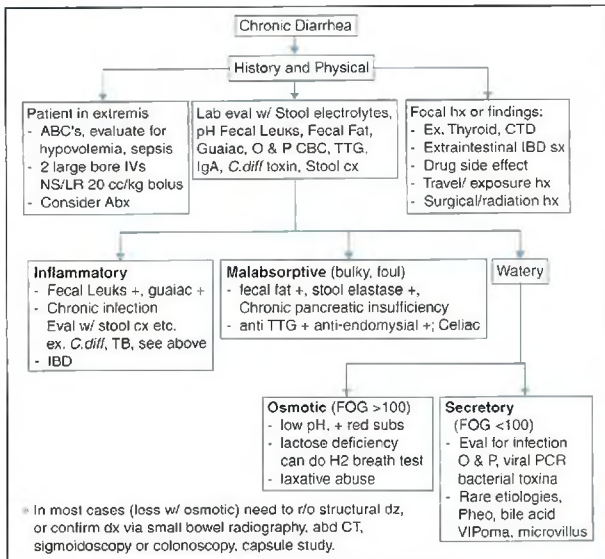 Chronic Diarrhea
History and Physical
Patient in extremis
- ABC's, evaluate for
hypovolemia, sepsis
- 2 large bore IVs
NS/LR 20 cc/kg bolus
- Consider Abx
Lab eval w/ Stool electrolytes,
pH Fecal Leuks, Fecal Fat,
Guaiac, O & P CBC, TTG,
IgA, C.diff toxin, Stool cx
Focal hx or findings:
- Ex. Thyroid, CTD
- Extraintestinal IBD sx
- Drug side effect
- Travel/ exposure hx
- Surgical/radiation hx
Inflammatory
- Fecal Leuks +, guaiac +
- Chronic infection
Eval w/ stool cx etc.
ex. C.diff, TB, see above
- IBD
Malabsorptive (bulky, foul)
- fecal fat +, stool elastase +,
Chronic pancreatic insufficiency
- anti TTG + anti-endomysial +; Celiac
Watery
Osmotic (FOG >100)
- low pH, + red subs
- lactose deficiency
can do H2 breath test
- laxative abuse
Secretory
(FOG <100)
- Eval for infection
O & P, viral PCR
bacterial toxina
- Rare etiologies,
Pheo, bile acid
VIPoma, microvillus
* In most cases (less w/ osmotic) need to r/o structural dz,
or confirm dx via small bowel radiography, abd CT,
sigmoidoscopy or colonoscopy, capsule study.